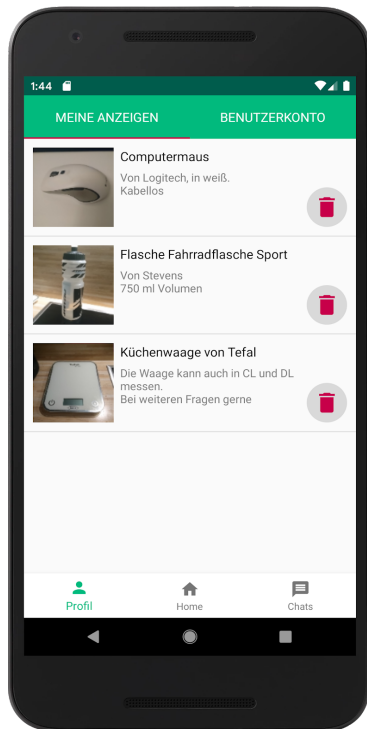 1:44
MEINE ANZEIGEN
BENUTZERKONTO
Computermaus
Von Logitech, in weiß.
Kabellos
Flasche Fahrradflasche Sport
Von Stevens
750 ml Volumen
Küchenwaage von Tefal
Die Waage kann auch in CL und DL
messen.
Bei weiteren Fragen gerne
Profil
Home
Chats